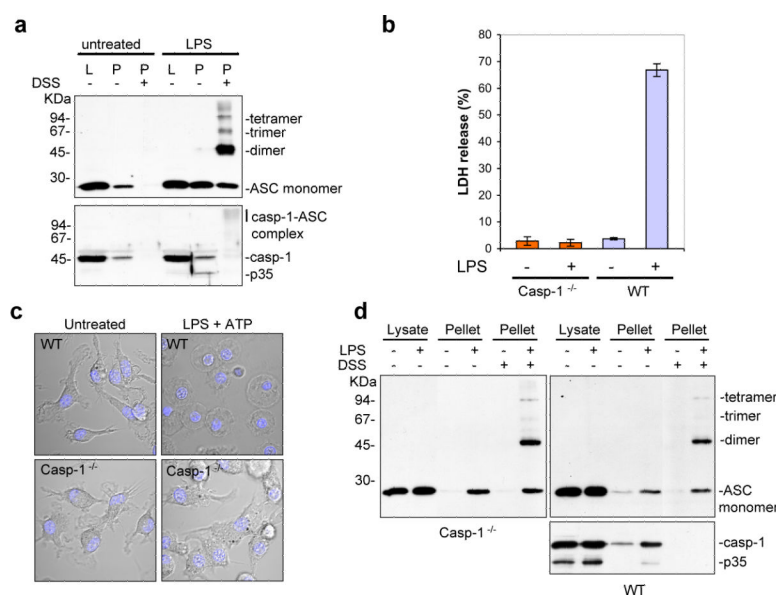 a
untreated LPS
L P P L P P
DSS - - + - - +
KDa
94-
67-
45-
30-
-tetramer
-trimer
-dimer
-ASC monomer
94-
67-
45-
casp-1-ASC
complex
-casp-1
-p35
b
LDH release (%)
80
70
60
50
40
30
20
10
0
LPS - + - +
Casp-1 -/- WT
c
Untreated LPS + ATP
WT WT
Casp-1 -/- Casp-1 -/-
d
Lysate Pellet Pellet Lysate Pellet Pellet
LPS - + - + - + - + - + - +
DSS - - - - + + - - - - + +
KDa
94-
67-
45-
30-
-tetramer
-trimer
-dimer
-ASC
monomer
Casp-1 -/-
-casp-1
-p35
WT